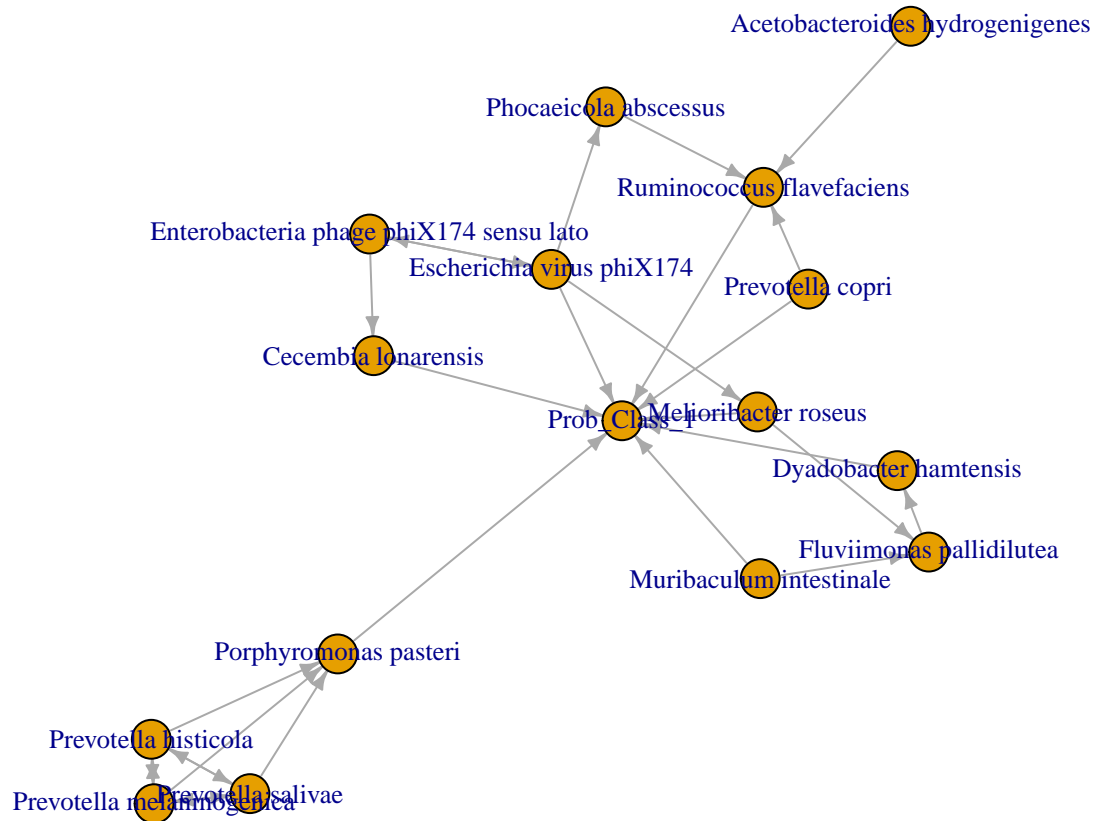 Acetobacteroides hydrogenigenes
Phocaeicola abscessus
Ruminococcus flavefaciens
Enterobacteria phage phiX174 sensu lato
Escherichia virus phiX174
Prevotella copri
Cecembia lonarensis
Prob_Class_1
Melioribacter roseus
Dyadobacter hamtensis
Fluviimonas pallidilutea
Muribaculum intestinale
Porphyromonas pasteri
Prevotella histicola
Prevotella salivae
Prevotella melaninogenica